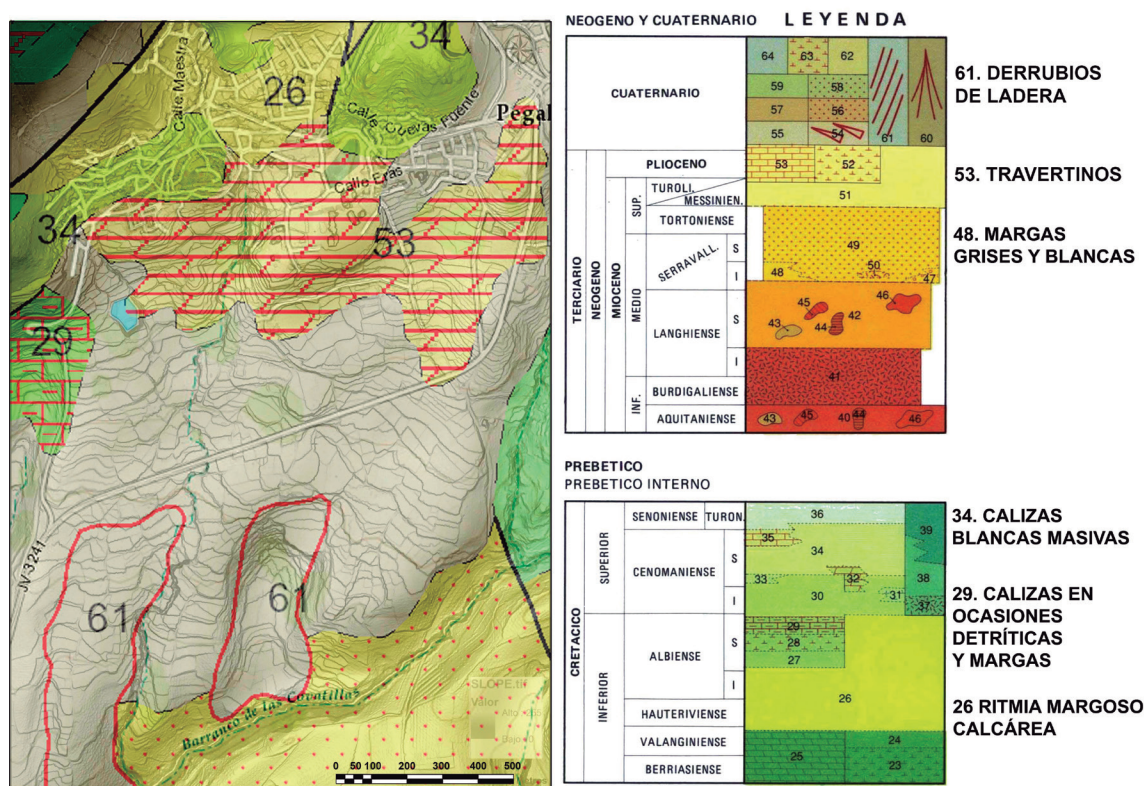 34
26
Calle Maestra
Calle Cuevas
Fuente
Pegal
Calle Eras
34
53
29
JV-3241
61
61
Barranco de las Covatillas
SLOPE.tif
Valor
Alto
Bajo
0 50 100 200 300 400 500
NEOGENO Y CUATERNARIO LEYENDA
CUATERNARIO
64 63 62
59 58
57 56
55 54 61 60
TERCIARIO
NEOGENO
MIOCENO
PLIOCENO
53 52
SUP.
TUROLI.
MESSINIEN.
51
TORTONIENSE
MEDIO
SERRAVALL.
S
I
49
48 50 47
LANGHIENSE
S
I
45 46
43 44 42
41
INF.
BURDIGALIENSE
AQUITANIENSE
43 45 40 44 46
61. DERRUBIOS
DE LADERA
53. TRAVERTINOS
48. MARGAS
GRISES Y BLANCAS
PREBETICO
PREBETICO INTERNO
CRETACICO
SUPERIOR
SENONIENSE TURON.
36
39
CENOMANIENSE
S
I
35 34
33 32 38
30 31 37
INFERIOR
ALBIENSE
S
I
29
28
27
26
HAUTERIVIENSE
VALANGINIENSE
BERRIASIENSE
25 24
23
34. CALIZAS
BLANCAS MASIVAS
29. CALIZAS EN
OCASIONES
DETRÍTICAS
Y MARGAS
26 RITMIA MARGOSO
CALCÁREA